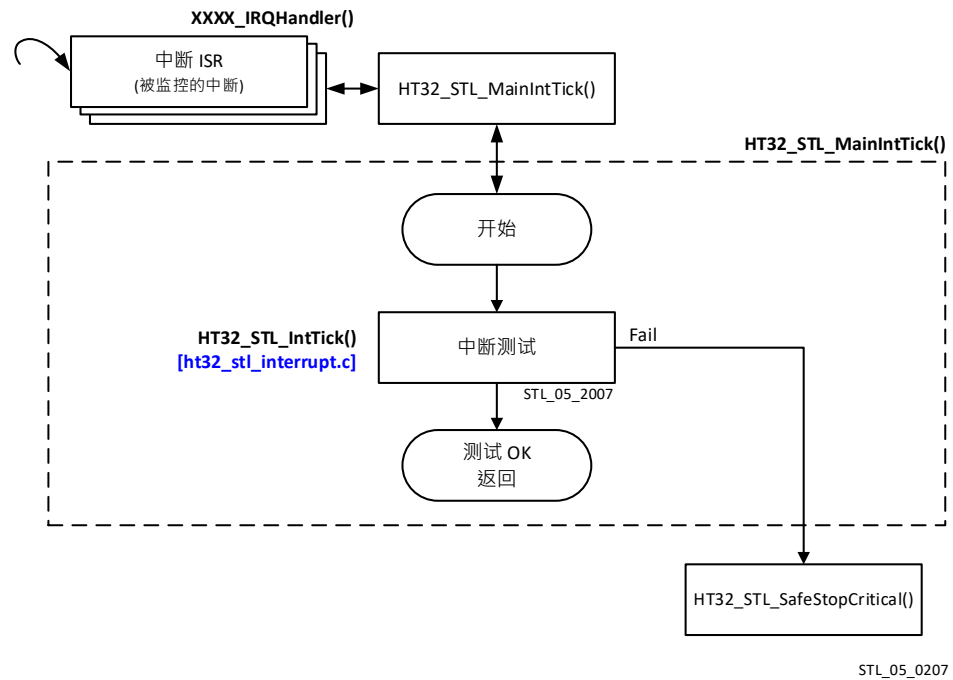 XXXX_IRQHandler()
中断 ISR
(被监控的中断)
HT32_STL_MainIntTick()
HT32_STL_MainIntTick()
开始
HT32_STL_IntTick()
[ht32_stl_interrupt.c]
中断测试
Fail
STL_05_2007
测试 OK
返回
HT32_STL_SafeStopCritical()
STL_05_0207